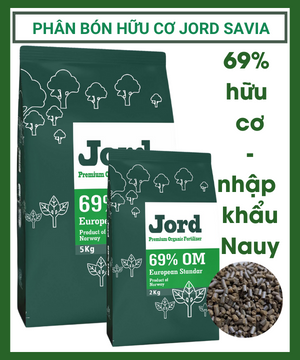 PHÂN BÓN HỮU CƠ JORD SAVIA
69%
hữu
cơ
-
nhập
khẩu
Nauy
Jord
Premium Organic Fertilizer
69%
European
Product of
Norway
5Kg
Jord
Premium Organic Fertilizer
69% OM
European Standar
Product of
Norway
2Kg